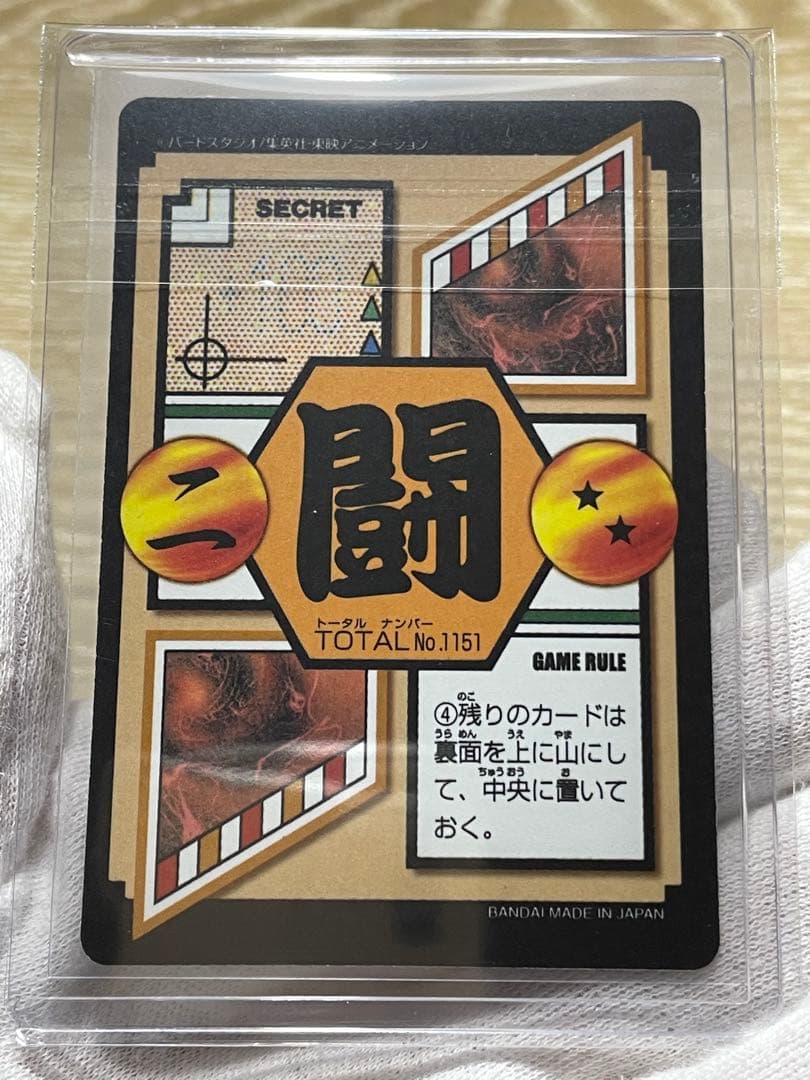 バードスタジオ/集英社・東映アニメーション
SECRET
二
闘
トータル ナンバー
TOTAL No.1151
GAME RULE
④残りのカードは
裏面を上に山にし
て、中央に置いて
おく。
BANDAI MADE IN JAPAN